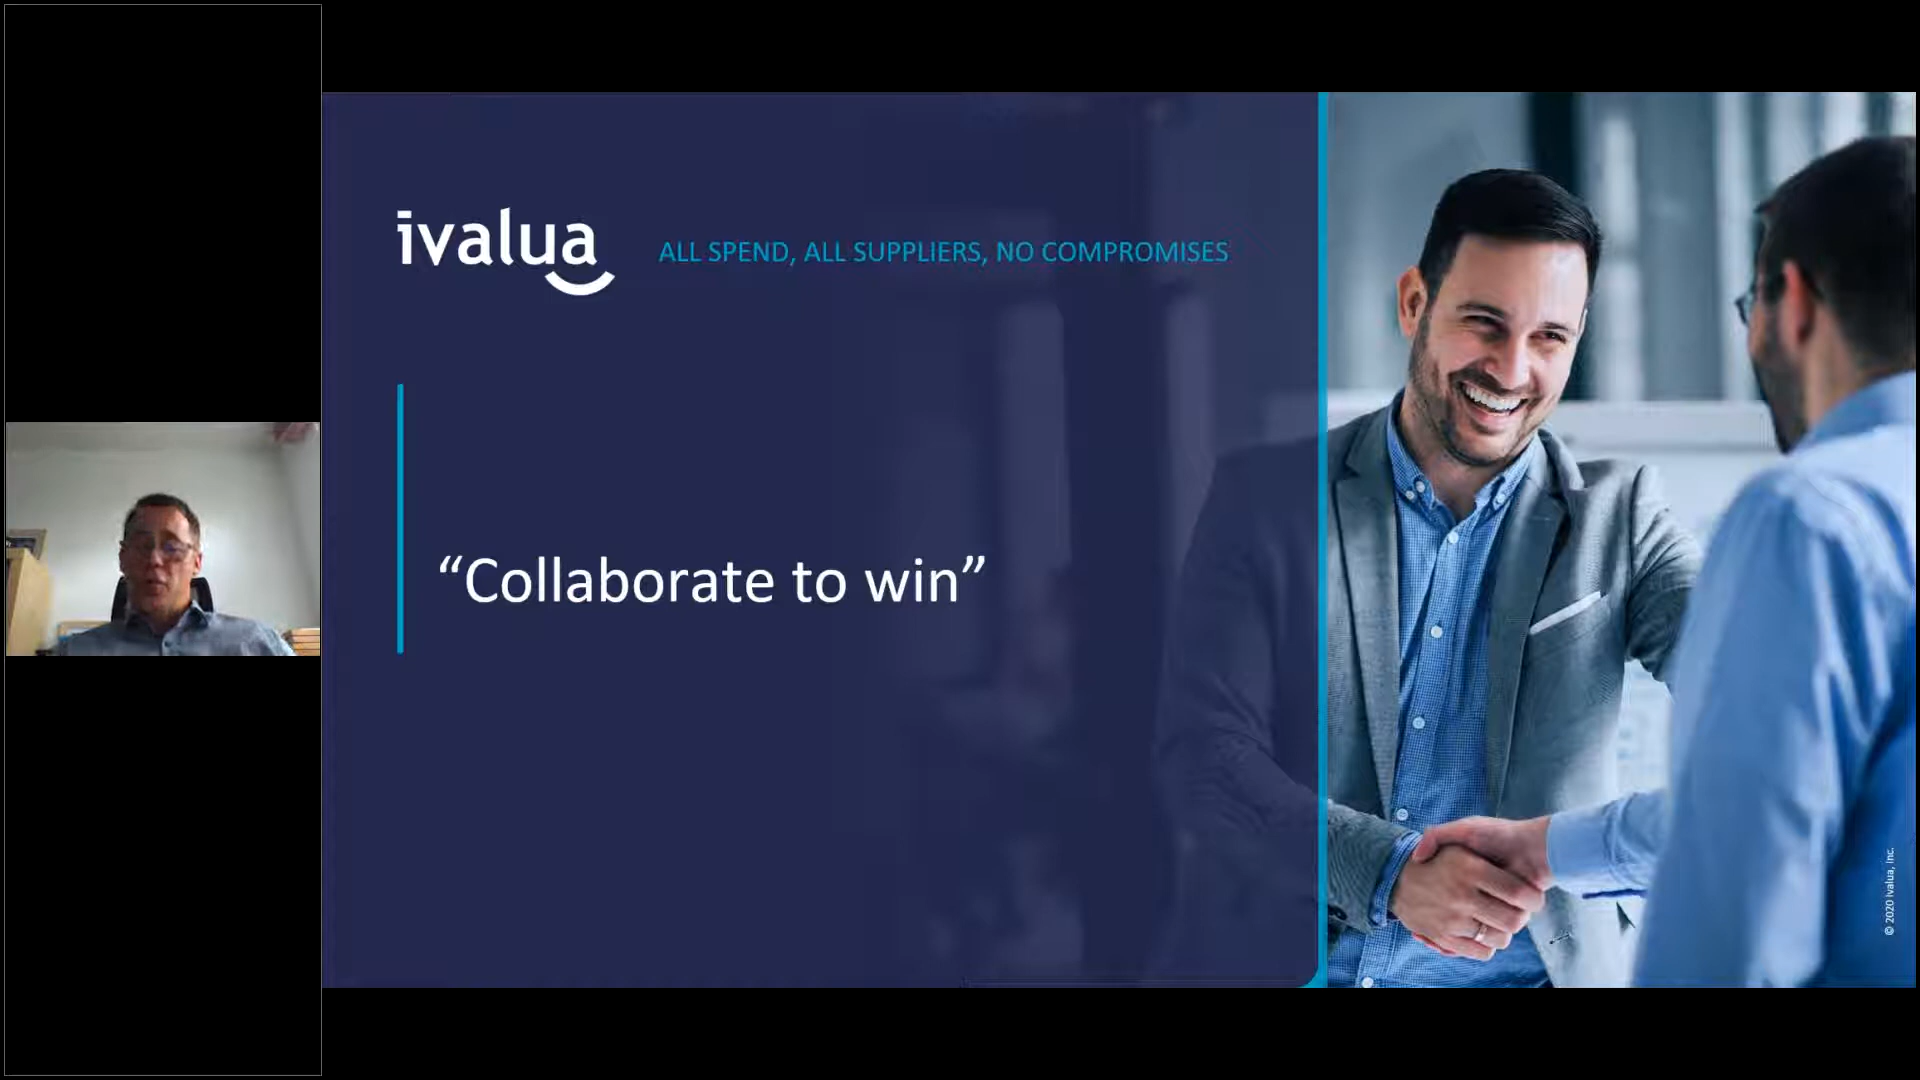 ivalua
ALL SPEND, ALL SUPPLIERS, NO COMPROMISES
“Collaborate to win”
© 2020 Ivalua, Inc.